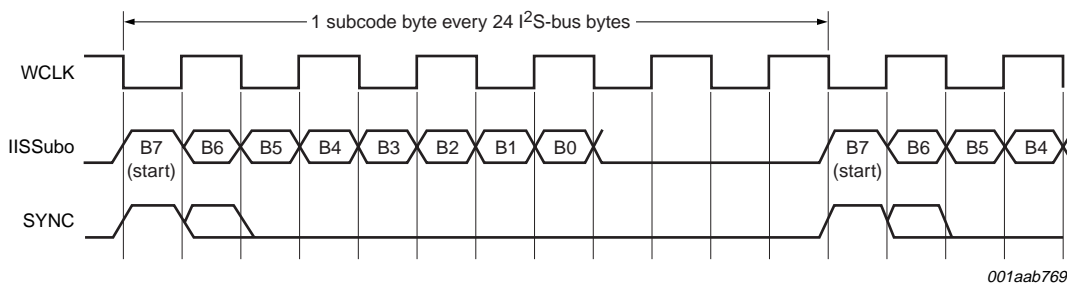 1 subcode byte every 24 I²S-bus bytes
WCLK
IISSubo B7 B6 B5 B4 B3 B2 B1 B0 B7 B6 B5 B4
(start) (start)
SYNC
001aab769